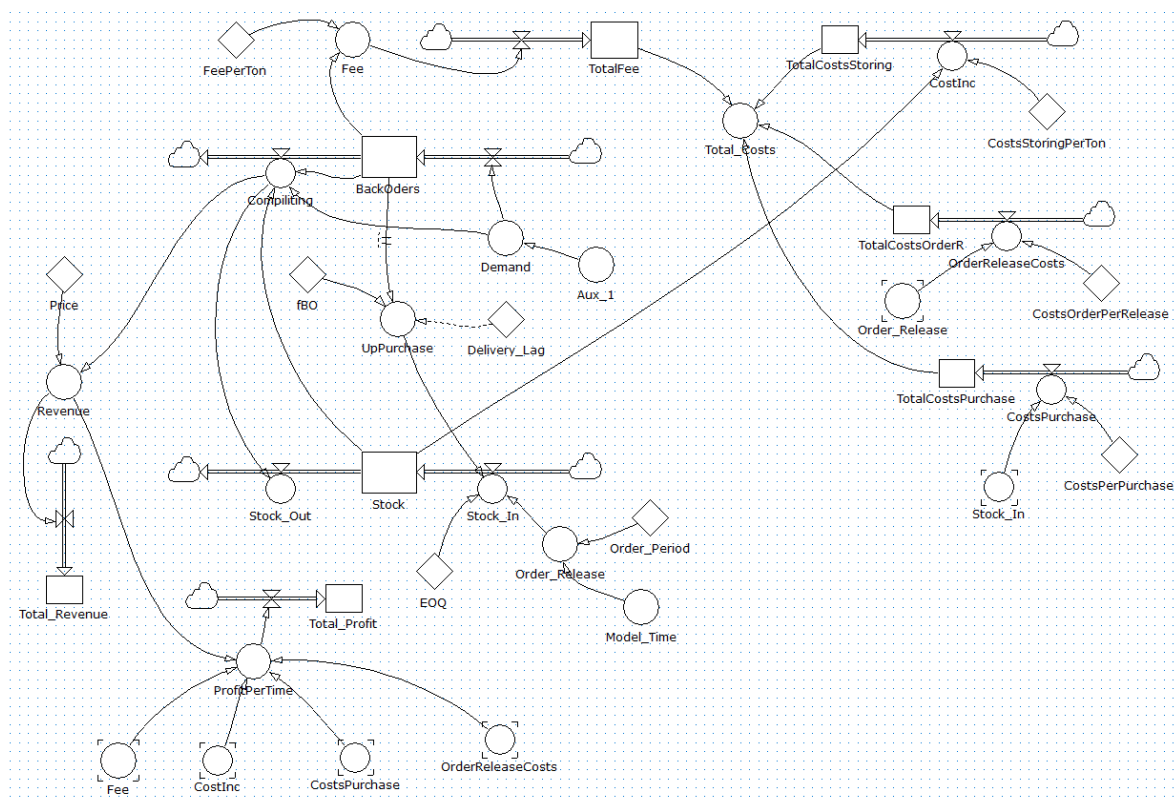 FeePerTon
Fee
TotalFee
TotalCostsStoring
CostInc
CostsStoringPerTon
Total_Costs
BackOders
Compiliting
TotalCostsOrderR
OrderReleaseCosts
Demand
Aux_1
Price
fBO
CostsOrderPerRelease
Order_Release
UpPurchase
Delivery_Lag
Revenue
TotalCostsPurchase
CostsPurchase
CostsPerPurchase
Stock_Out
Stock
Stock_In
Stock_In
Order_Period
Order_Release
EOQ
Total_Revenue
Total_Profit
Model_Time
ProfitPerTime
Fee
CostInc
CostsPurchase
OrderReleaseCosts